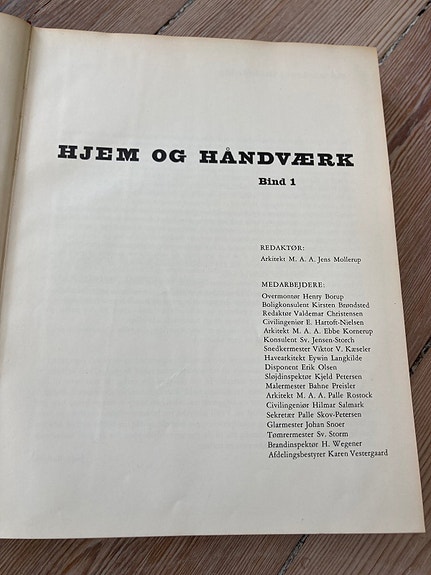 HJEM OG HÅNDVÆRK
Bind 1
REDAKTØR:
Arkitekt M. A. A. Jens Mollerup
MEDARBEJDERE:
Overmontør Henry Borup
Boligkonsulent Kirsten Brøndsted
Redaktør Valdemar Christensen
Civilingeniør E. Hartoft-Nielsen
Arkitekt M. A. A. Ebbe Kornerup
Konsulent Sv. Jensen-Storch
Snedkermester Viktor V. Kæseler
Havearkitekt Eywin Langkilde
Disponent Erik Olsen
Sløjdinspektør Kjeld Petersen
Malermester Bahne Preisler
Arkitekt M. A. A. Palle Rostock
Civilingeniør Hilmar Salmark
Sekretær Palle Skov-Petersen
Glarmester Johan Snoer
Tømrermester Sv. Storm
Brandinspektør H. Wegener
Afdelingsbestyrer Karen Vestergaard